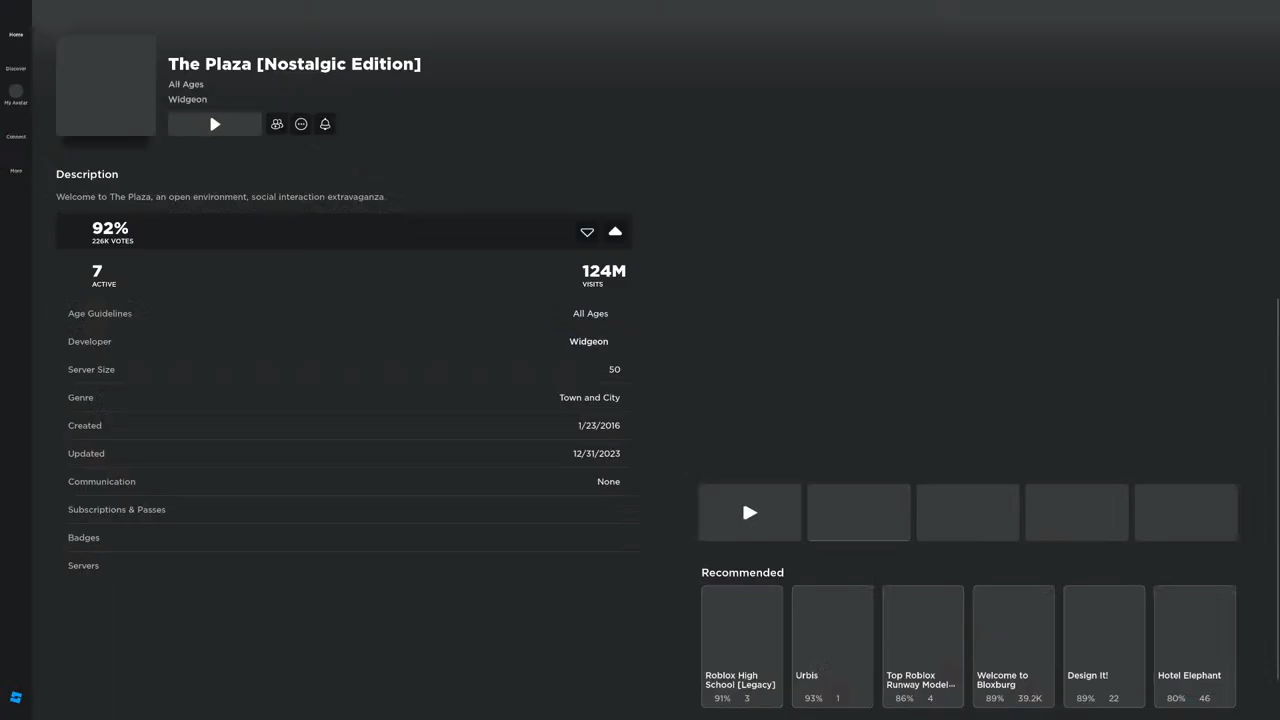 Home
Discover
My Avatar
Connect
More
The Plaza [Nostalgic Edition]
All Ages
Widgeon
Description
Welcome to The Plaza, an open environment, social interaction extravaganza
92%
226K VOTES
7
ACTIVE
124M
VISITS
Age Guidelines All Ages
Developer Widgeon
Server Size 50
Genre Town and City
Created 1/23/2016
Updated 12/31/2023
Communication None
Subscriptions & Passes
Badges
Servers
Recommended
Roblox High
School [Legacy]
91% 3
Urbis
93% 1
Top Roblox
Runway Model...
86% 4
Welcome to
Bloxburg
89% 39.2K
Design It!
89% 22
Hotel Elephant
80% 46